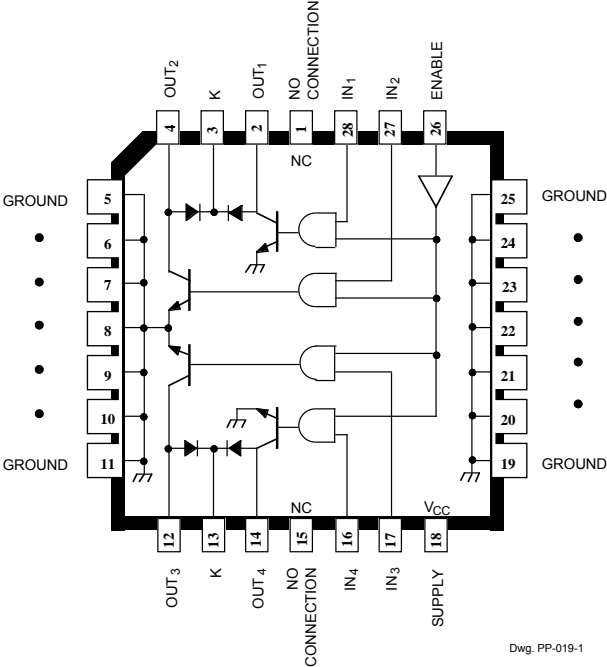 OUT2
K
OUT1
NO
CONNECTION
IN1
IN2
ENABLE
4
3
2
1
28
27
26
NC
GROUND
5
6
7
8
9
10
11
GROUND
25
GROUND
24
23
22
21
20
19
GROUND
NC
VCC
12
13
14
15
16
17
18
OUT3
K
OUT4
NO
CONNECTION
IN4
IN3
SUPPLY
Dwg. PP-019-1